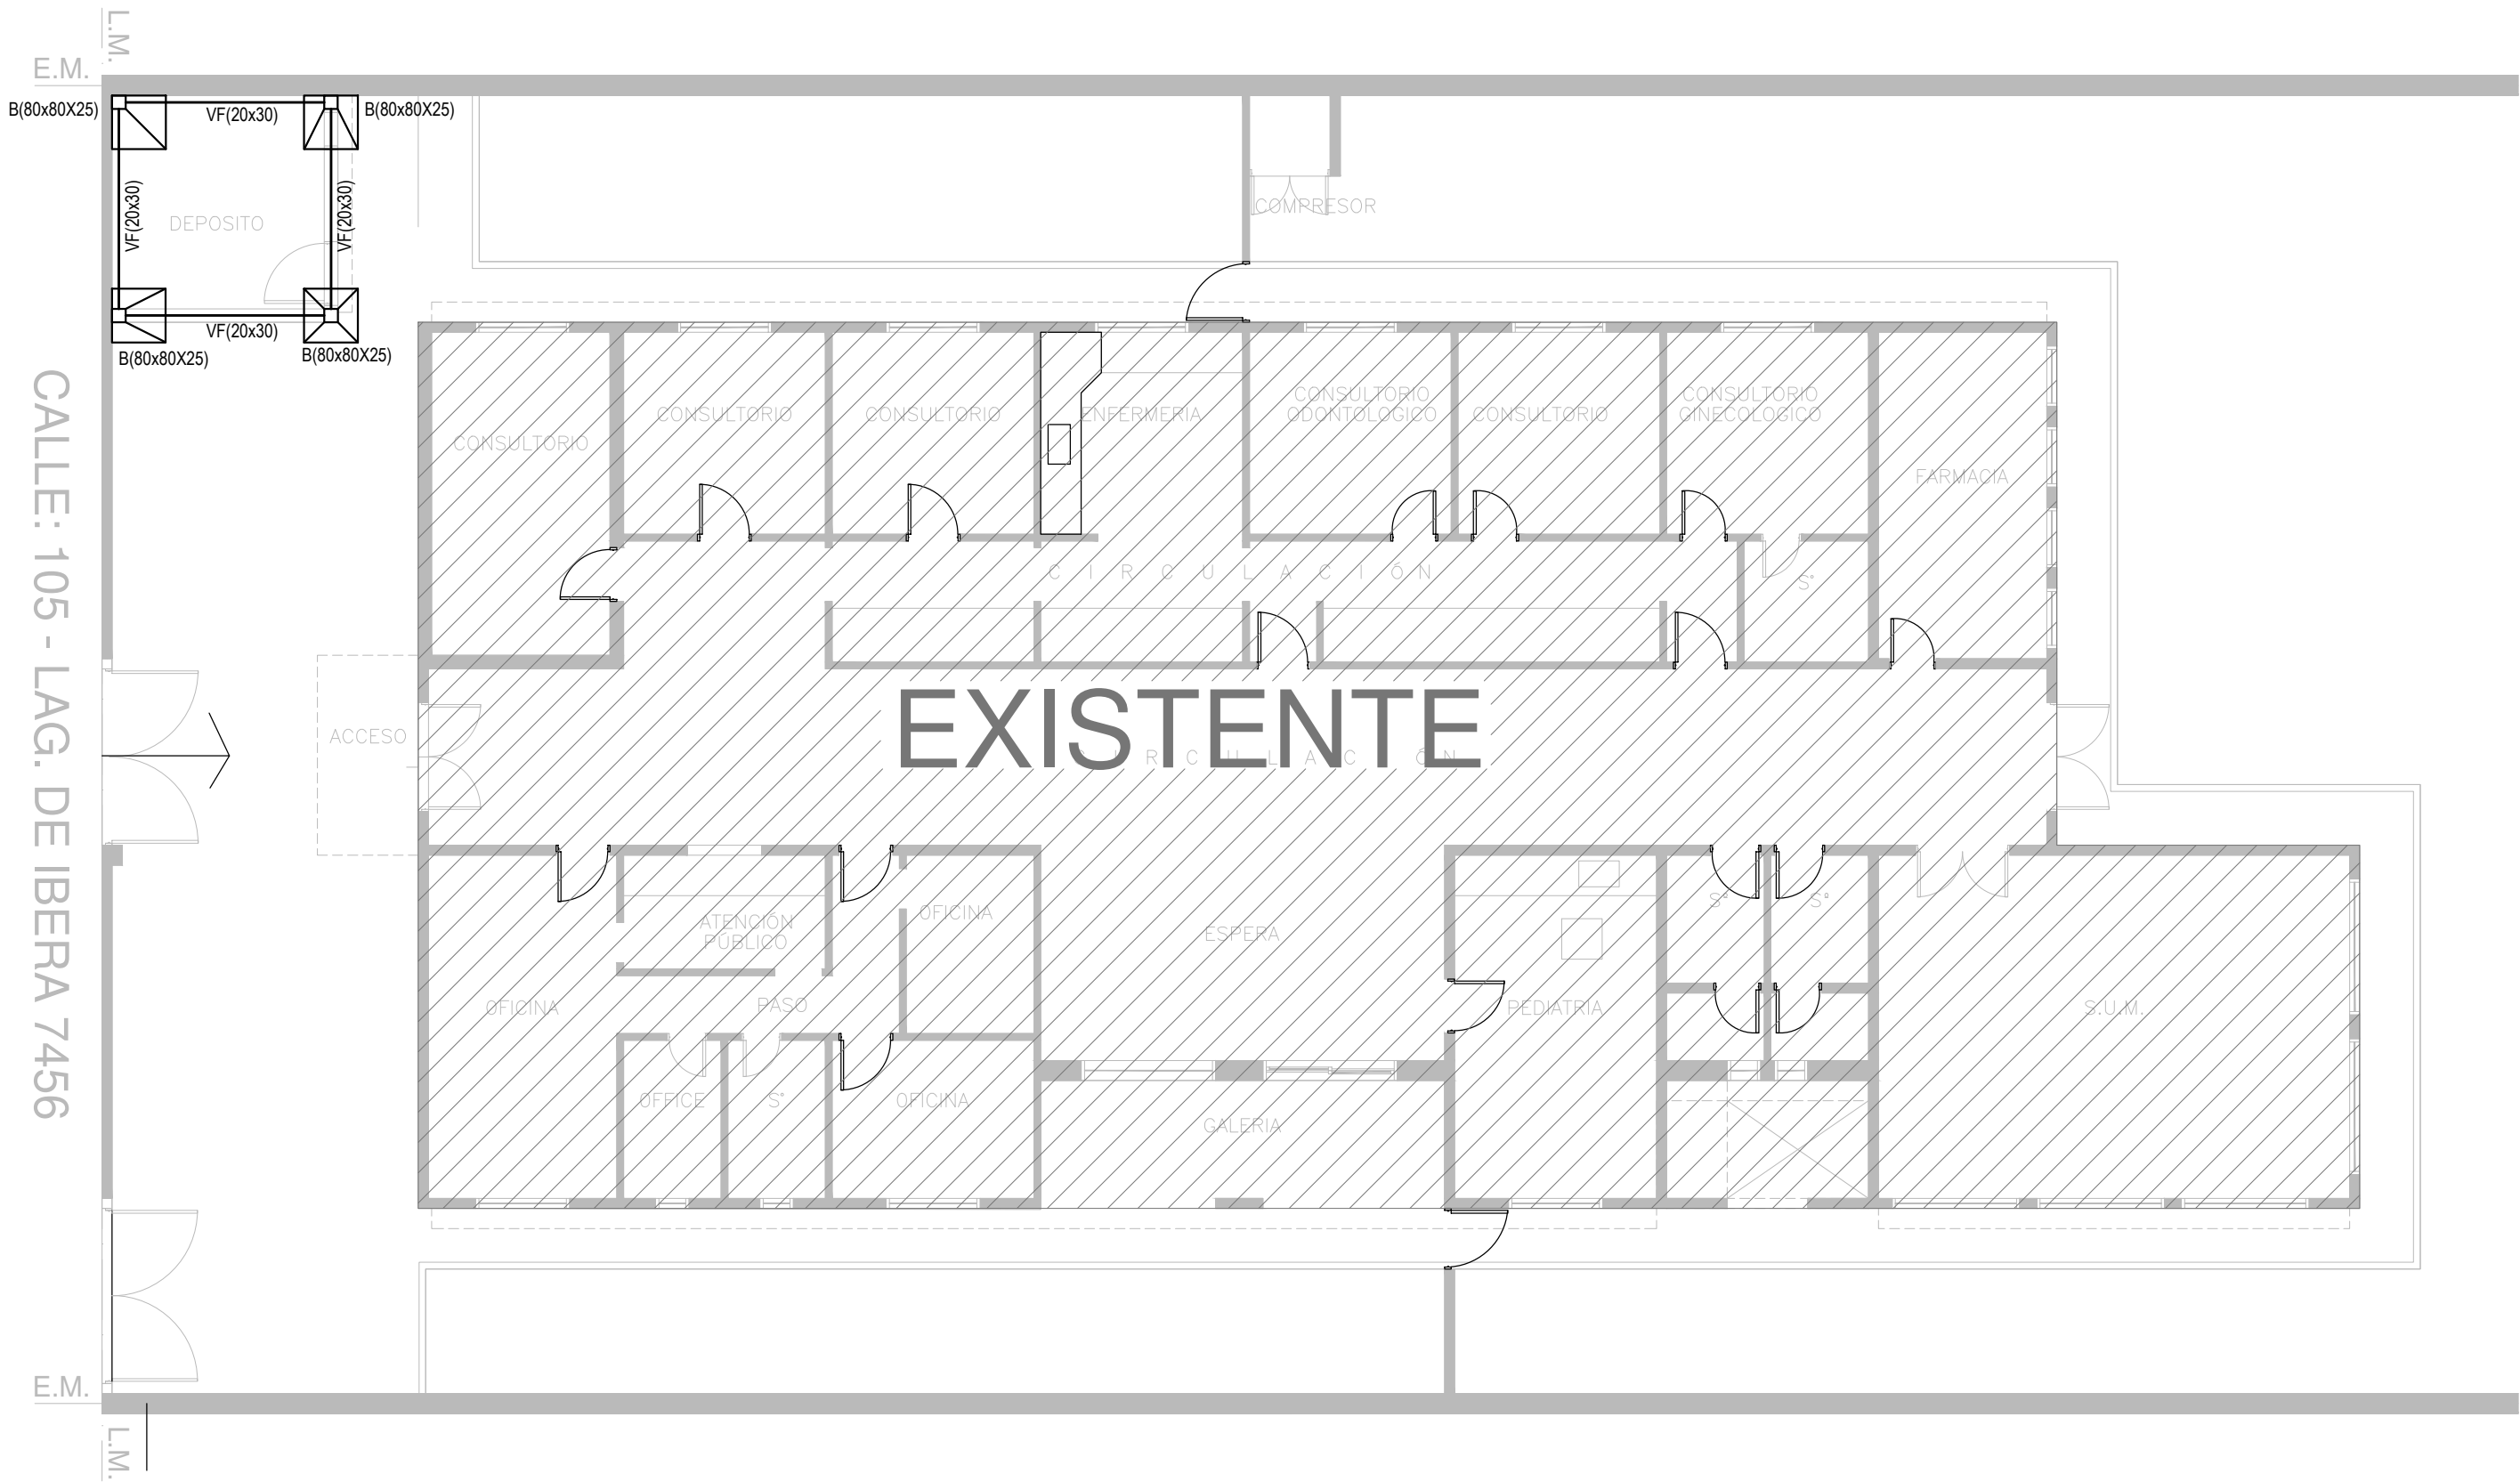 L.M.
E.M.
B(80x80X25)
VF(20x30)
B(80x80X25)
VF(20x30)
DEPOSITO
VF(20x30)
COMPRESOR
VF(20x30)
B(80x80X25)
B(80x80X25)
CALLE: 105 - LAG. DE IBERA 7456
CONSULTORIO
CONSULTORIO
CONSULTORIO
ENFERMERIA
CONSULTORIO
ODONTOLOGICO
CONSULTORIO
CONSULTORIO
GINECOLOGICO
FARMACIA
CIRCULACIÓN
S°
ACCESO
EXISTENTE
R C U L A C Ó N
ATENCIÓN
PÚBLICO
OFICINA
ESPERA
S°
S°
OFICINA
PASO
PEDIATRIA
S.U.M.
OFFICE
S°
OFICINA
GALERIA
E.M.
L.M.